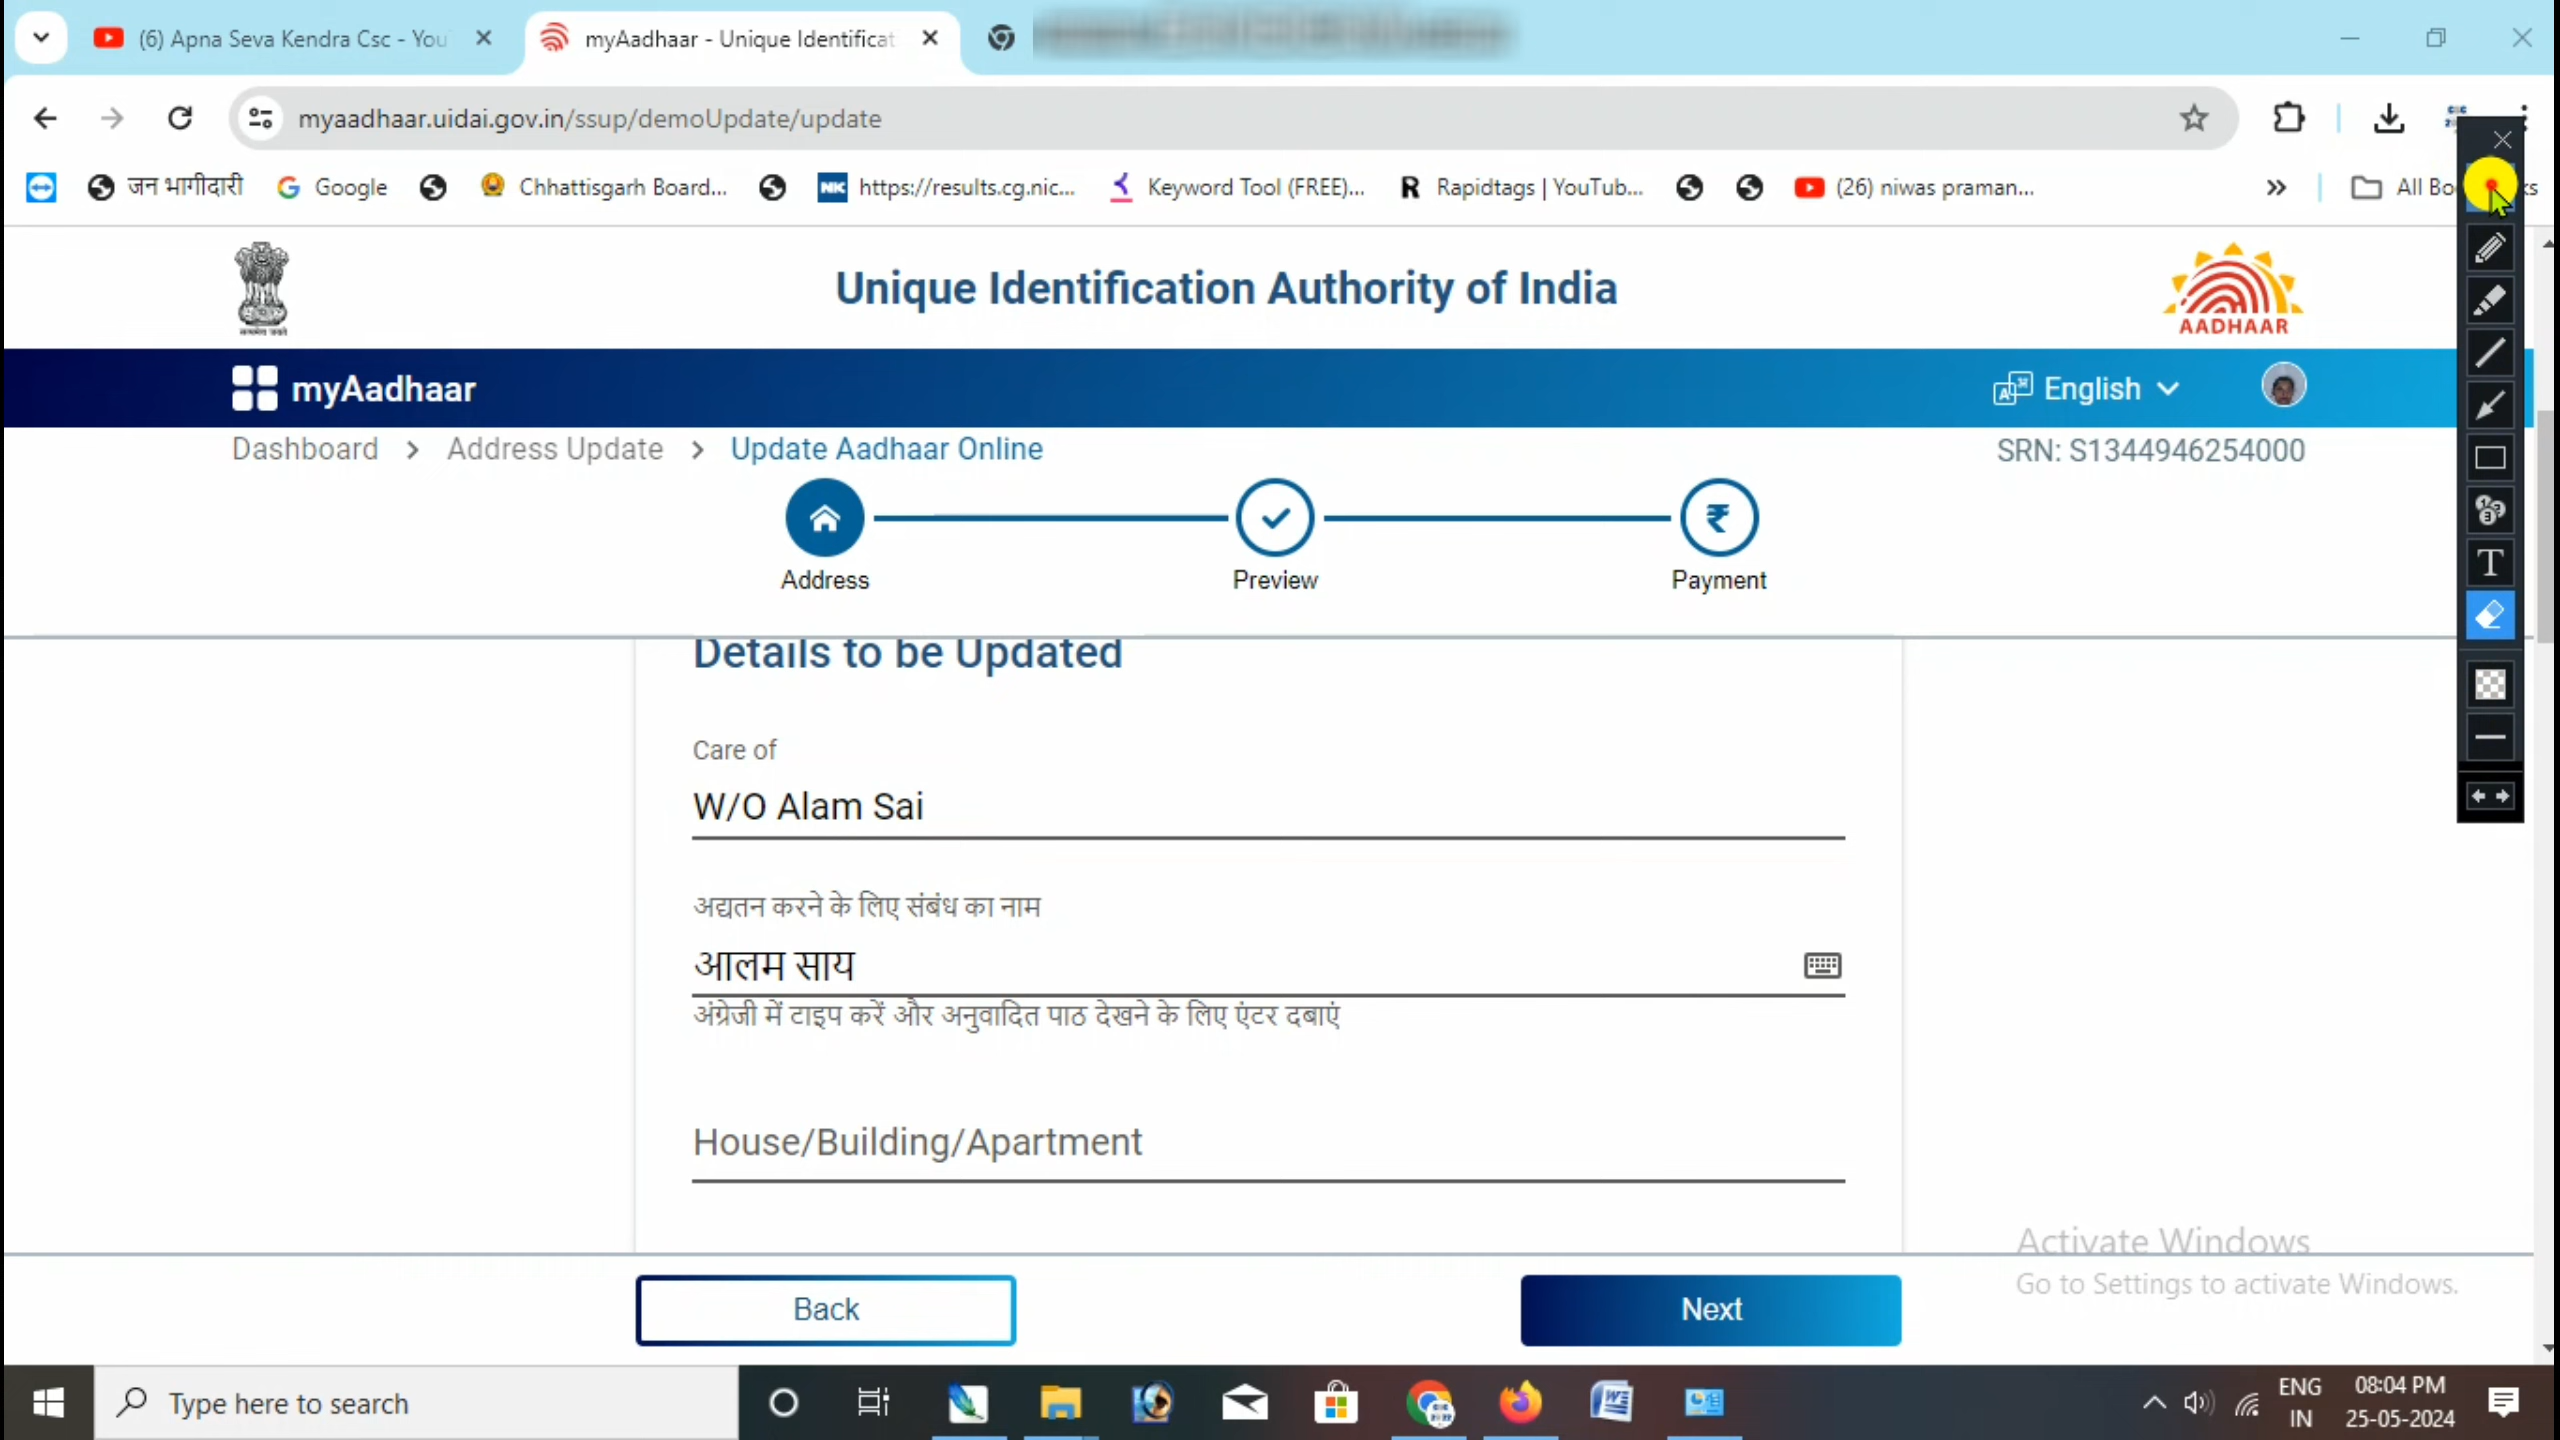 (6) Apna Seva Kendra Csc - You
myAadhaar - Unique Identificat
myaadhaar.uidai.gov.in/ssup/demoUpdate/update
जन भागीदारी
Google
Chhattisgarh Board...
NK https://results.cg.nic...
Keyword Tool (FREE)...
R Rapidtags | YouTub...
(26) niwas praman...
»
All Bo ks
Unique Identification Authority of India
AADHAAR
myAadhaar
English
Dashboard > Address Update > Update Aadhaar Online
SRN: S1344946254000
Address
Preview
Payment
Details to be Updated
Care of
W/O Alam Sai
अद्यतन करने के लिए संबंध का नाम
आलम साय
अंग्रेजी में टाइप करें और अनुवादित पाठ देखने के लिए एंटर दबाएं
House/Building/Apartment
Back
Next
Activate Windows
Go to Settings to activate Windows.
Type here to search
ENG
IN
08:04 PM
25-05-2024